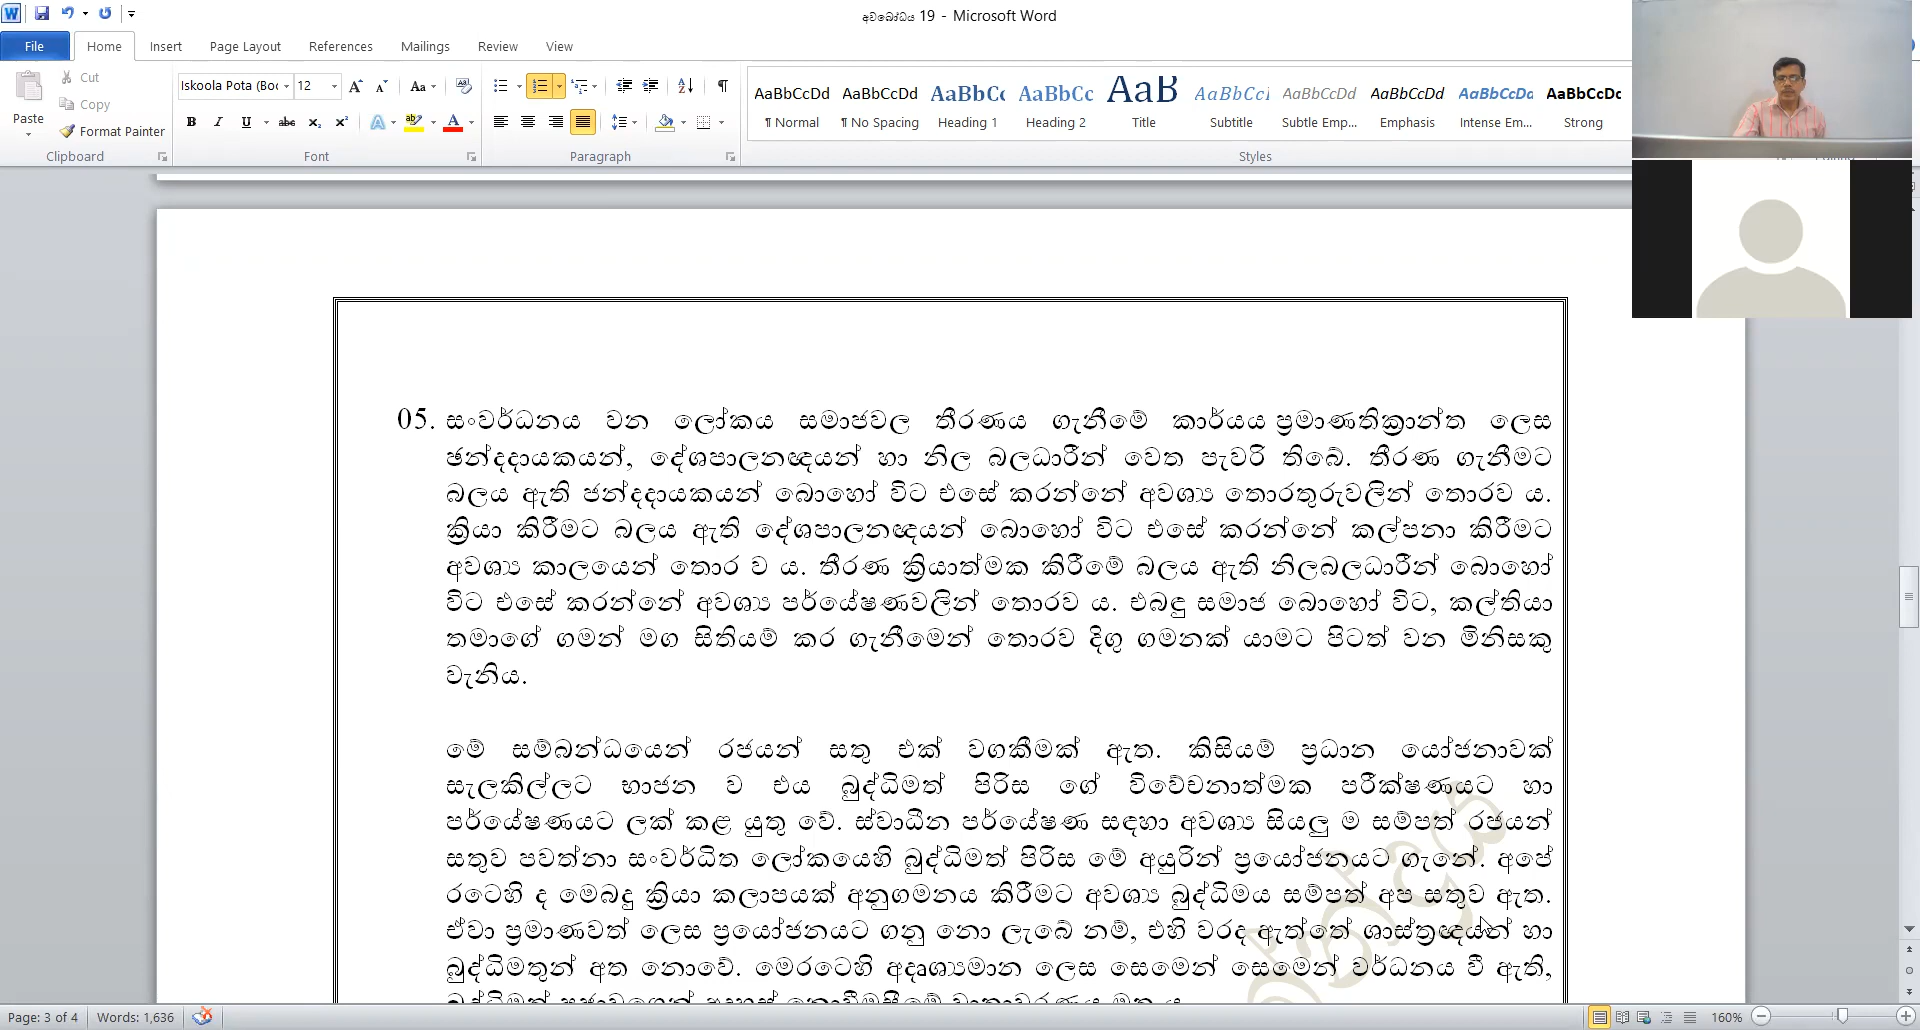 අවබෝධය 19 - Microsoft Word
File Home Insert Page Layout References Mailings Review View
Cut
Copy
Paste
Format Painter
Clipboard
Iskoola Pota (Boc 12
Font
Paragraph
AaBbCcDd AaBbCcDd AaBbCc AaBbCc AaB AaBbCcI AaBbCcDd AaBbCcDd AaBbCcDd AaBbCcDd
¶ Normal ¶ No Spacing Heading 1 Heading 2 Title Subtitle Subtle Emp... Emphasis Intense Em... Strong
Styles
05. සංවර්ධනය වන ලෝකය සමාජවල තීරණය ගැනීමේ කාර්යය ප්‍රමාණතික්‍රාන්ත ලෙස
ඡන්දදායකයන්, දේශපාලනඥයන් හා නිල බලධාරීන් වෙත පැවරි තිබේ. තීරණ ගැනීමට
බලය ඇති ජන්දදායකයන් බොහෝ විට එසේ කරන්නේ අවශ්‍ය තොරතුරුවලින් තොරව ය.
ක්‍රියා කිරීමට බලය ඇති දේශපාලනඥයන් බොහෝ විට එසේ කරන්නේ කල්පනා කිරීමට
අවශ්‍ය කාලයෙන් තොර ව ය. තීරණ ක්‍රියාත්මක කිරීමේ බලය ඇති නිලබලධාරීන් බොහෝ
විට එසේ කරන්නේ අවශ්‍ය පර්යේෂණවලින් තොරව ය. එබඳු සමාජ බොහෝ විට, කල්තියා
තමාගේ ගමන් මග සිතියම් කර ගැනීමෙන් තොරව දිගු ගමනක් යාමට පිටත් වන මිනිසකු
වැනිය.
මේ සම්බන්ධයෙන් රජයන් සතු එක් වගකීමක් ඇත. කිසියම් ප්‍රධාන යෝජනාවක්
සැලකිල්ලට භාජන ව එය බුද්ධිමත් පිරිස ගේ විවේචනාත්මක පරීක්ෂණයට හා
පර්යේෂණයට ලක් කළ යුතු වේ. ස්වාධීන පර්යේෂණ සඳහා අවශ්‍ය සියලු ම සම්පත් රජයන්
සතුව පවත්නා සංවර්ධිත ලෝකයෙහි බුද්ධිමත් පිරිස මේ අයුරින් ප්‍රයෝජනයට ගැනේ. අපේ
රටෙහි ද මෙබදු ක්‍රියා කලාපයක් අනුගමනය කිරීමට අවශ්‍ය බුද්ධිමය සම්පත් අප සතුව ඇත.
ඒවා ප්‍රමාණවත් ලෙස ප්‍රයෝජනයට ගනු නො ලැබේ නම්, එහි වරද ඇත්තේ ශාස්ත්‍රඥයන් හා
බුද්ධිමතුන් අත නොවේ. මෙරටෙහි අදෘශ්‍යමාන ලෙස සෙමෙන් සෙමෙන් වර්ධනය වී ඇති,
Page: 3 of 4 Words: 1,636 160%